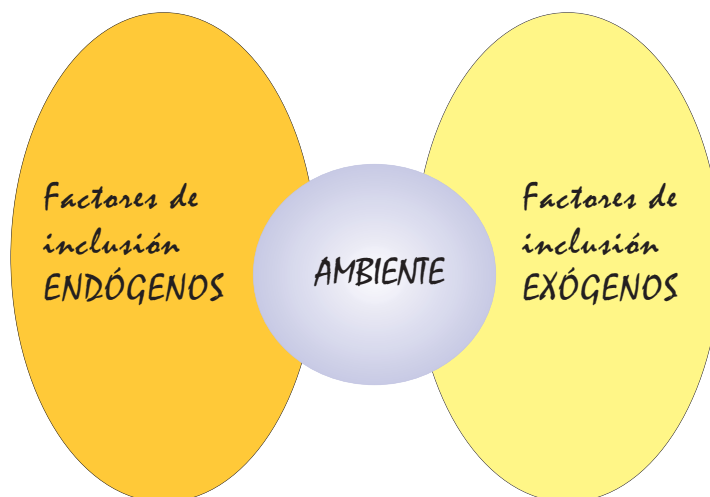 Factores de
inclusión
ENDÓGENOS
AMBIENTE
Factores de
inclusión
EXÓGENOS